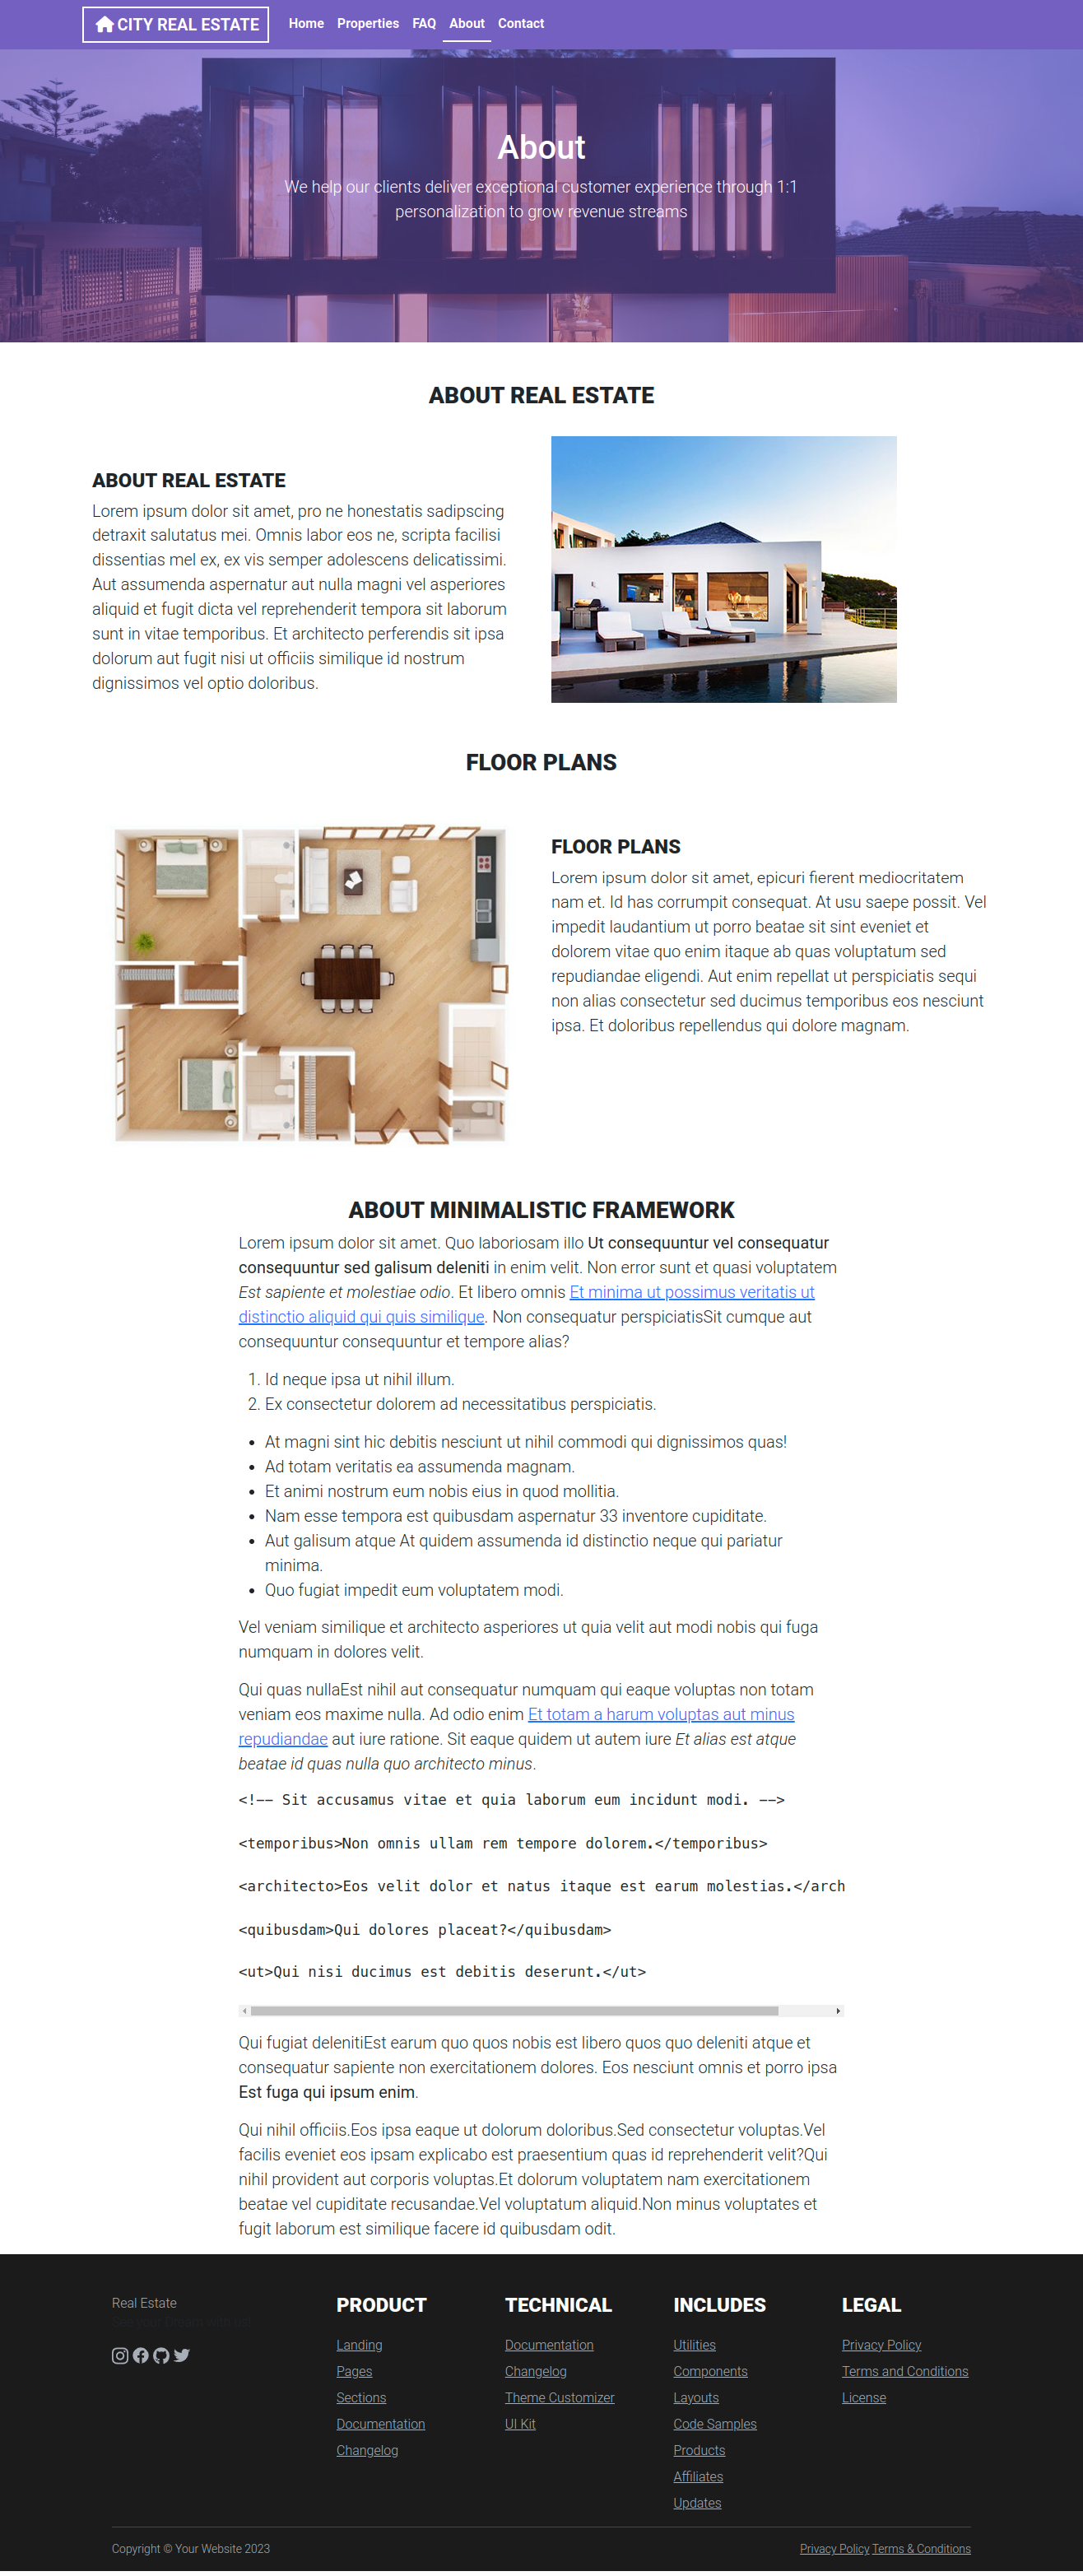 CITY REAL ESTATE
Home Properties FAQ About Contact
About
We help our clients deliver exceptional customer experience through 1:1
personalization to grow revenue streams
ABOUT REAL ESTATE
ABOUT REAL ESTATE
Lorem ipsum dolor sit amet, pro ne honestatis sadipscing
detraxit salutatus mei. Omnis labor eos ne, scripta facilisi
dissentias mel ex, ex vis semper adolescens delicatissimi.
Aut assumenda aspernatur aut nulla magni vel asperiores
aliquid et fugit dicta vel reprehenderit tempora sit laborum
sunt in vitae temporibus. Et architecto perferendis sit ipsa
dolorum aut fugit nisi ut officiis similique id nostrum
dignissimos vel optio doloribus.
FLOOR PLANS
FLOOR PLANS
Lorem ipsum dolor sit amet, epicuri fierent mediocritatem
nam et. Id has corrumpit consequat. At usu saepe possit. Vel
impedit laudantium ut porro beatae sit sint eveniet et
dolorem vitae quo enim itaque ab quas voluptatum sed
repudiandae eligendi. Aut enim repellat ut perspiciatis sequi
non alias consectetur sed ducimus temporibus eos nesciunt
ipsa. Et doloribus repellendus qui dolore magnam.
ABOUT MINIMALISTIC FRAMEWORK
Lorem ipsum dolor sit amet. Quo laboriosam illo Ut consequuntur vel consequatur
consequuntur sed galisum deleniti in enim velit. Non error sunt et quasi voluptatem
Est sapiente et molestiae odio. Et libero omnis Et minima ut possimus veritatis ut
distinctio aliquid qui quis similique. Non consequatur perspiciatisSit cumque aut
consequuntur consequuntur et tempore alias?
1. Id neque ipsa ut nihil illum.
2. Ex consectetur dolorem ad necessitatibus perspiciatis.
• At magni sint hic debitis nesciunt ut nihil commodi qui dignissimos quas!
• Ad totam veritatis ea assumenda magnam.
• Et animi nostrum eum nobis eius in quod mollitia.
• Nam esse tempora est quibusdam aspernatur 33 inventore cupiditate.
• Aut galisum atque At quidem assumenda id distinctio neque qui pariatur
minima.
• Quo fugiat impedit eum voluptatem modi.
Vel veniam similique et architecto asperiores ut quia velit aut modi nobis qui fuga
numquam in dolores velit.
Qui quas nullaEst nihil aut consequatur numquam qui eaque voluptas non totam
veniam eos maxime nulla. Ad odio enim Et totam a harum voluptas aut minus
repudiandae aut iure ratione. Sit eaque quidem ut autem iure Et alias est atque
beatae id quas nulla quo architecto minus.
<!-- Sit accusamus vitae et quia laborum eum incidunt modi. -->
<temporibus>Non omnis ullam rem tempore dolorem.</temporibus>
<architecto>Eos velit dolor et natus itaque est earum molestias.</arch
<quibusdam>Qui dolores placeat?</quibusdam>
<ut>Qui nisi ducimus est debitis deserunt.</ut>
Qui fugiat delenitiEst earum quo quos nobis est libero quos quo deleniti atque et
consequatur sapiente non exercitationem dolores. Eos nesciunt omnis et porro ipsa
Est fuga qui ipsum enim.
Qui nihil officiis.Eos ipsa eaque ut dolorum doloribus.Sed consectetur voluptas.Vel
facilis eveniet eos ipsam explicabo est praesentium quas id reprehenderit velit?Qui
nihil provident aut corporis voluptas.Et dolorum voluptatem nam exercitationem
beatae vel cupiditate recusandae.Vel voluptatum aliquid.Non minus voluptates et
fugit laborum est similique facere id quibusdam odit.
Real Estate
PRODUCT
Landing
Pages
Sections
Documentation
Changelog
TECHNICAL
Documentation
Changelog
Theme Customizer
UI Kit
INCLUDES
Utilities
Components
Layouts
Code Samples
Products
Affiliates
Updates
LEGAL
Privacy Policy
Terms and Conditions
License
Copyright © Your Website 2023
Privacy Policy Terms & Conditions